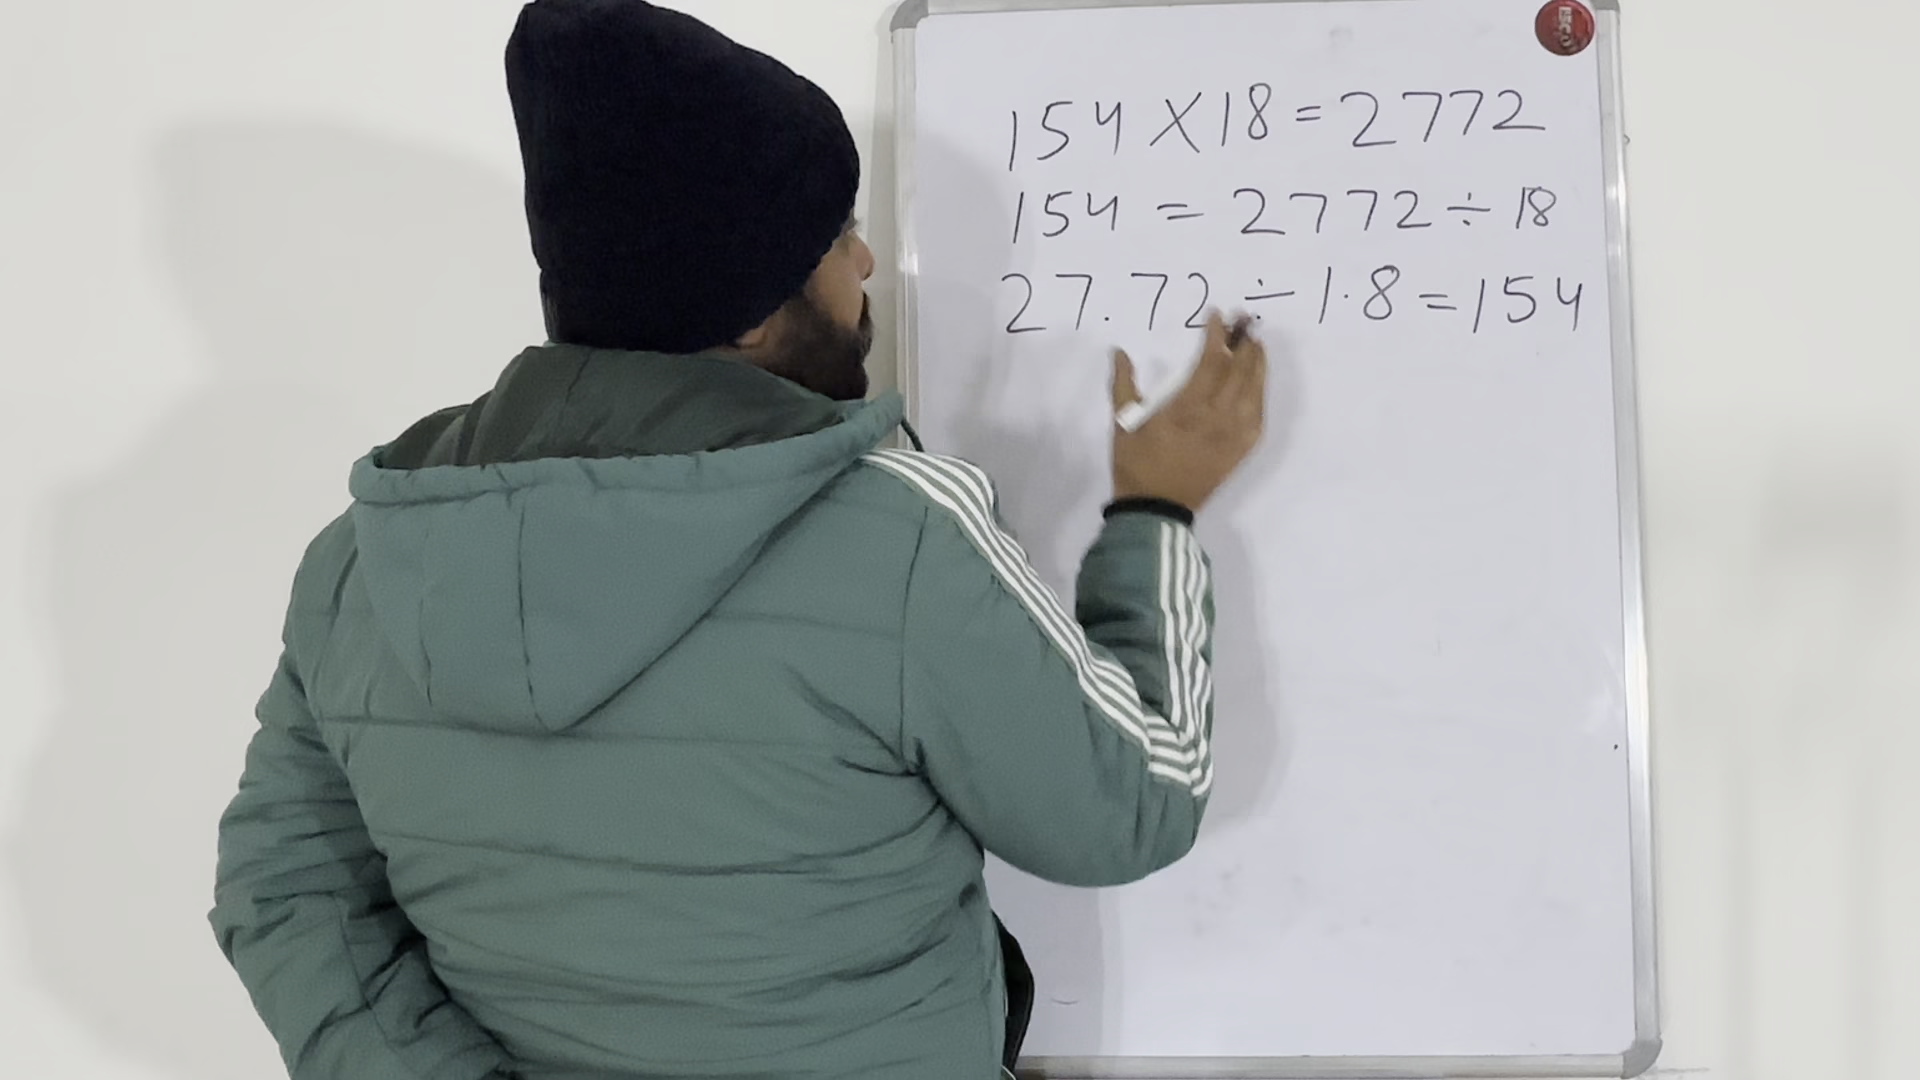 154 X 18 = 2772
154 = 2772 ÷ 18
27.72 ÷ 1.8 = 154